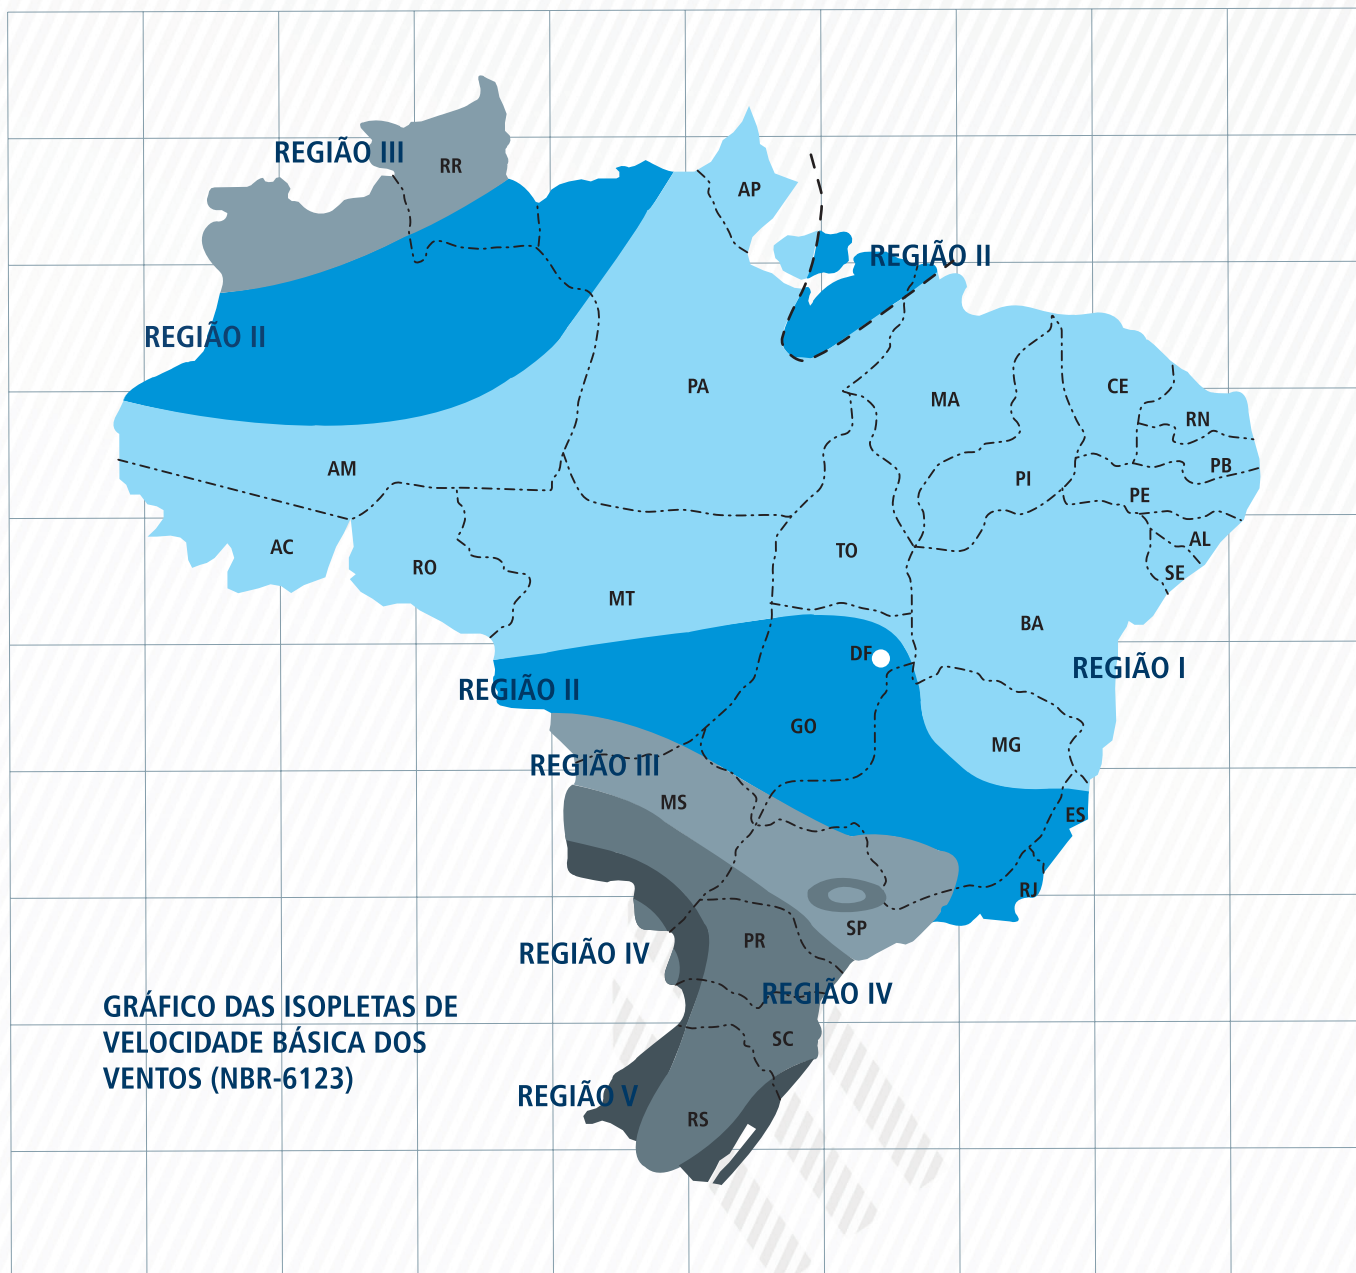 REGIÃO III
RR
AP
REGIÃO II
REGIÃO II
PA
CE
MA
RN
AM
PB
PI
PE
AL
AC
TO
RO
SE
MT
BA
DF
REGIÃO I
REGIÃO II
GO
MG
REGIÃO III
MS
ES
RJ
SP
PR
REGIÃO IV
REGIÃO IV
GRÁFICO DAS ISOPLETAS DE
VELOCIDADE BÁSICA DOS
VENTOS (NBR-6123)
SC
REGIÃO V
RS